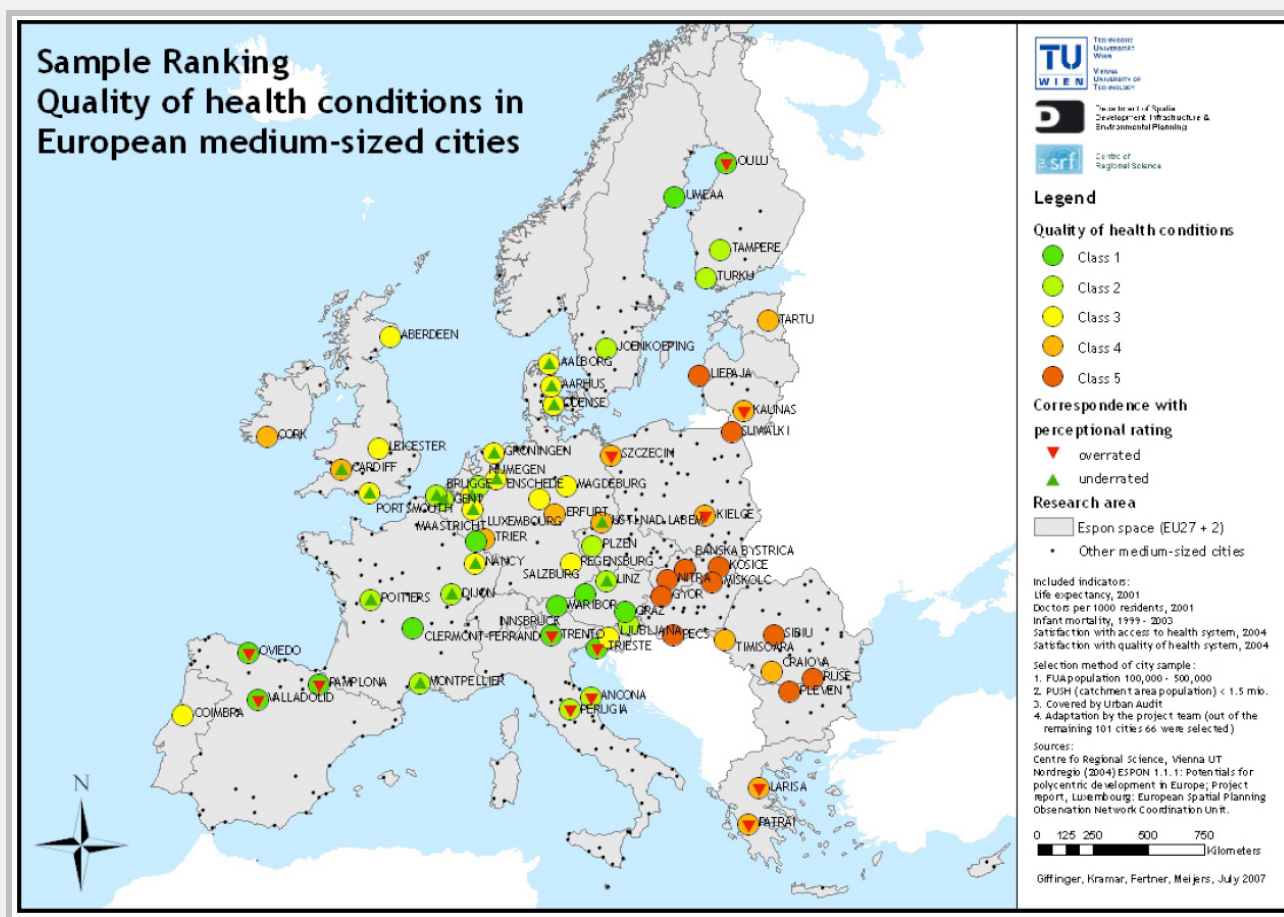 Sample Ranking
Quality of health conditions in
European medium-sized cities
OULU
UMEAA
TAMPERE
TURKU
TARTU
ABERDEEN
JOENKOEPING
AALBORG
LIEPAJA
AARHUS
KAUNAS
ODENSE
SUWALKI
CORK
LEICESTER
GRONINGEN
SZCZECIN
CARDIFF
NIJMEGEN
BRUGGE
ENSCHEDE
MAGDEBURG
GENT
PORTSMOUTH
ERFURT
KIELCE
LUXEMBOURG
USTI NAD LABEM
MAASTRICHT
TRIER
PLZEN
BANSKA BYSTRICA
NANCY
REGENSBURG
KOSICE
SALZBURG
NITRA
MISKOLC
LINZ
DIJON
GYOR
POITIERS
MARIBOR
GRAZ
INNSBRUCK
CLERMONT-FERRAND
TRENTO
LJUBLJANA
PECS
SIBIU
TRIESTE
TIMISOARA
OVIEDO
CRAIOVA
PAMPLONA
MONTPELLIER
RUSE
VALLADOLID
ANCONA
PLEVEN
COIMBRA
PERUGIA
LARISA
PATRAI
N
TU
WIEN
TECHNISCHE
UNIVERSITÄT
WIEN
VIENNA
UNIVERSITY OF
TECHNOLOGY
Department of Spatial
Development, Infrastructure &
Environmental Planning
srf
Centre of
Regional Science
Legend
Quality of health conditions
Class 1
Class 2
Class 3
Class 4
Class 5
Correspondence with
perceptional rating
overrated
underrated
Research area
Espon space (EU27 + 2)
Other medium-sized cities
Included indicators:
Life expectancy, 2001
Doctors per 1000 residents, 2001
Infant mortality, 1999 - 2003
Satisfaction with access to health system, 2004
Satisfaction with quality of health system, 2004
Selection method of city sample:
1. FUA population 100,000 - 500,000
2. PUSH (catchment area population) < 1.5 mio.
3. Covered by Urban Audit
4. Adaptation by the project team (out of the
remaining 101 cities 66 were selected)
Sources:
Centre fo Regional Science, Vienna UT
Nordregio (2004) ESPON 1.1.1: Potentials for
polycentric development in Europe; Project
report, Luxembourg: European Spatial Planning
Observation Network Coordination Unit.
0 125 250 500 750
Kilometers
Giffinger, Kramar, Fertner, Meijers, July 2007